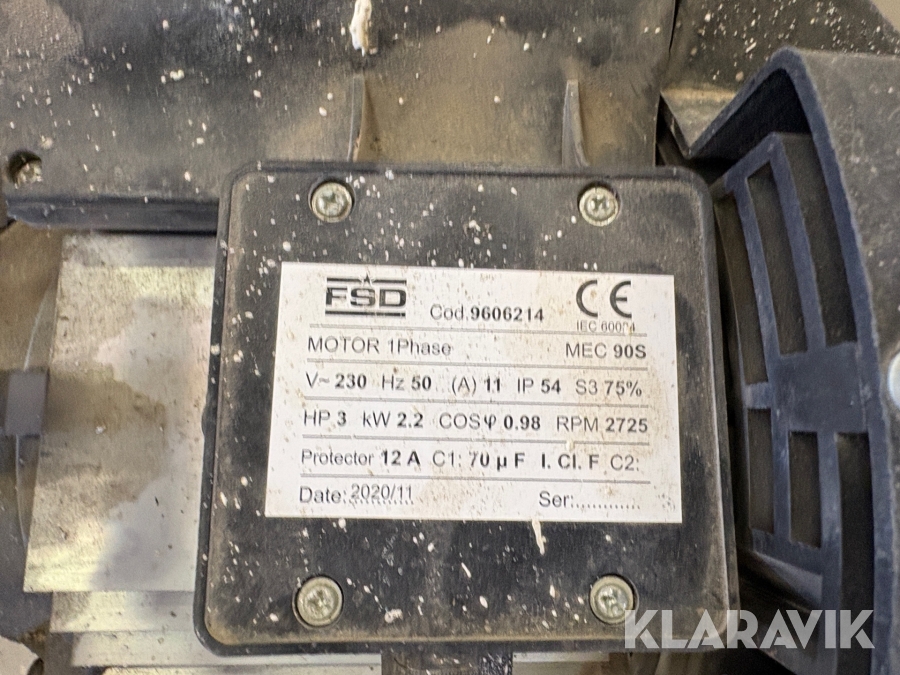 FSD Cod.9606214 CE
IEC 60034
MOTOR 1Phase MEC 90S
V~ 230 Hz 50 (A) 11 IP 54 S3 75%
HP 3 kW 2.2 COSφ 0.98 RPM 2725
Protector 12 A C1: 70 µ F I. Cl. F C2:
Date: 2020/11 Ser:.............
KLARAVIK